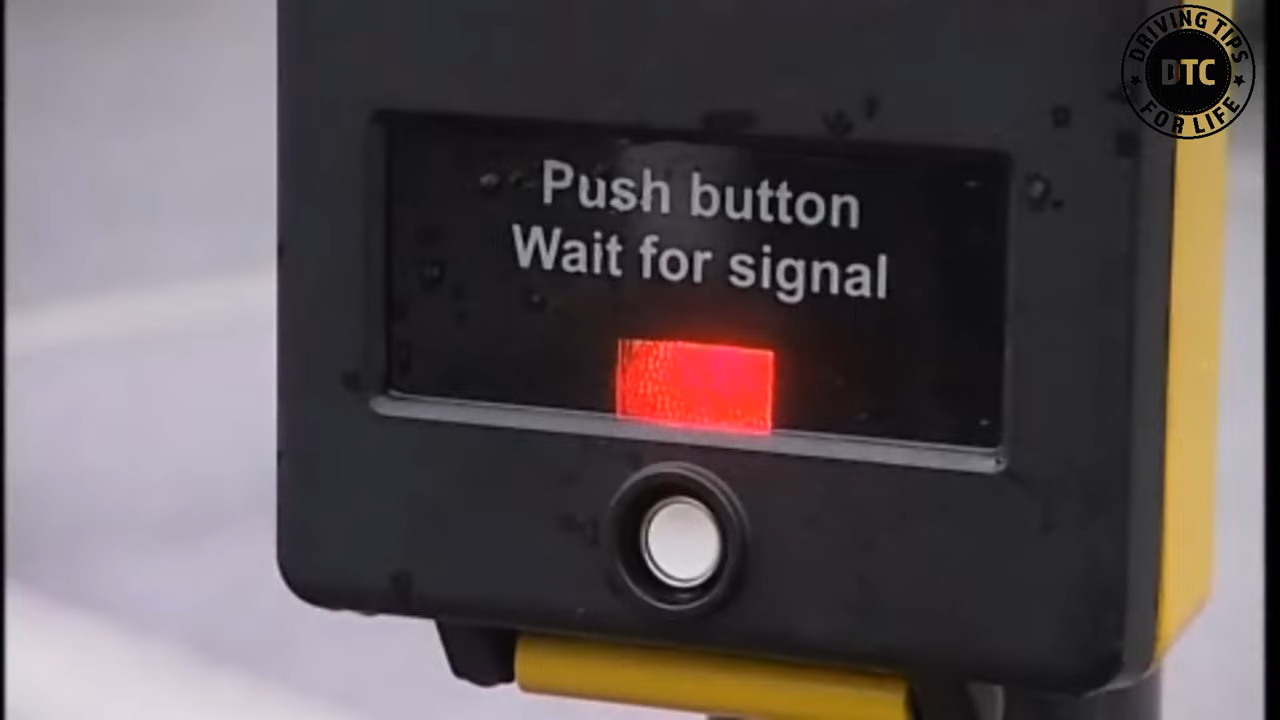 Push button
Wait for signal
DRIVING TIPS
DTC
FOR LIFE